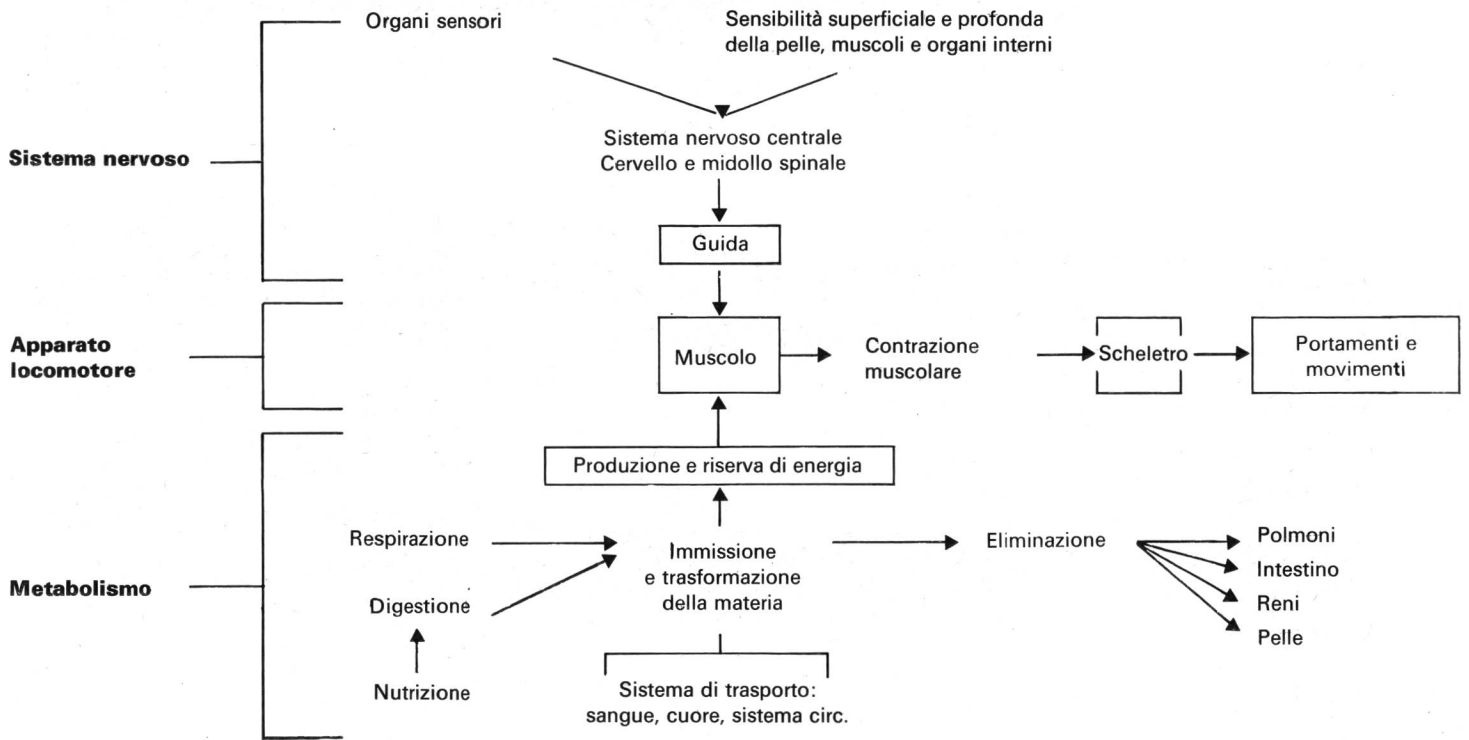 Organi sensori
Sensibilità superficiale e profonda
della pelle, muscoli e organi interni
Sistema nervoso
Sistema nervoso centrale
Cervello e midollo spinale
Guida
Apparato
locomotore
Muscolo
Contrazione
muscolare
Scheletro
Portamenti e
movimenti
Produzione e riserva di energia
Metabolismo
Respirazione
Digestione
Nutrizione
Immissione
e trasformazione
della materia
Eliminazione
Polmoni
Intestino
Reni
Pelle
Sistema di trasporto:
sangue, cuore, sistema circ.